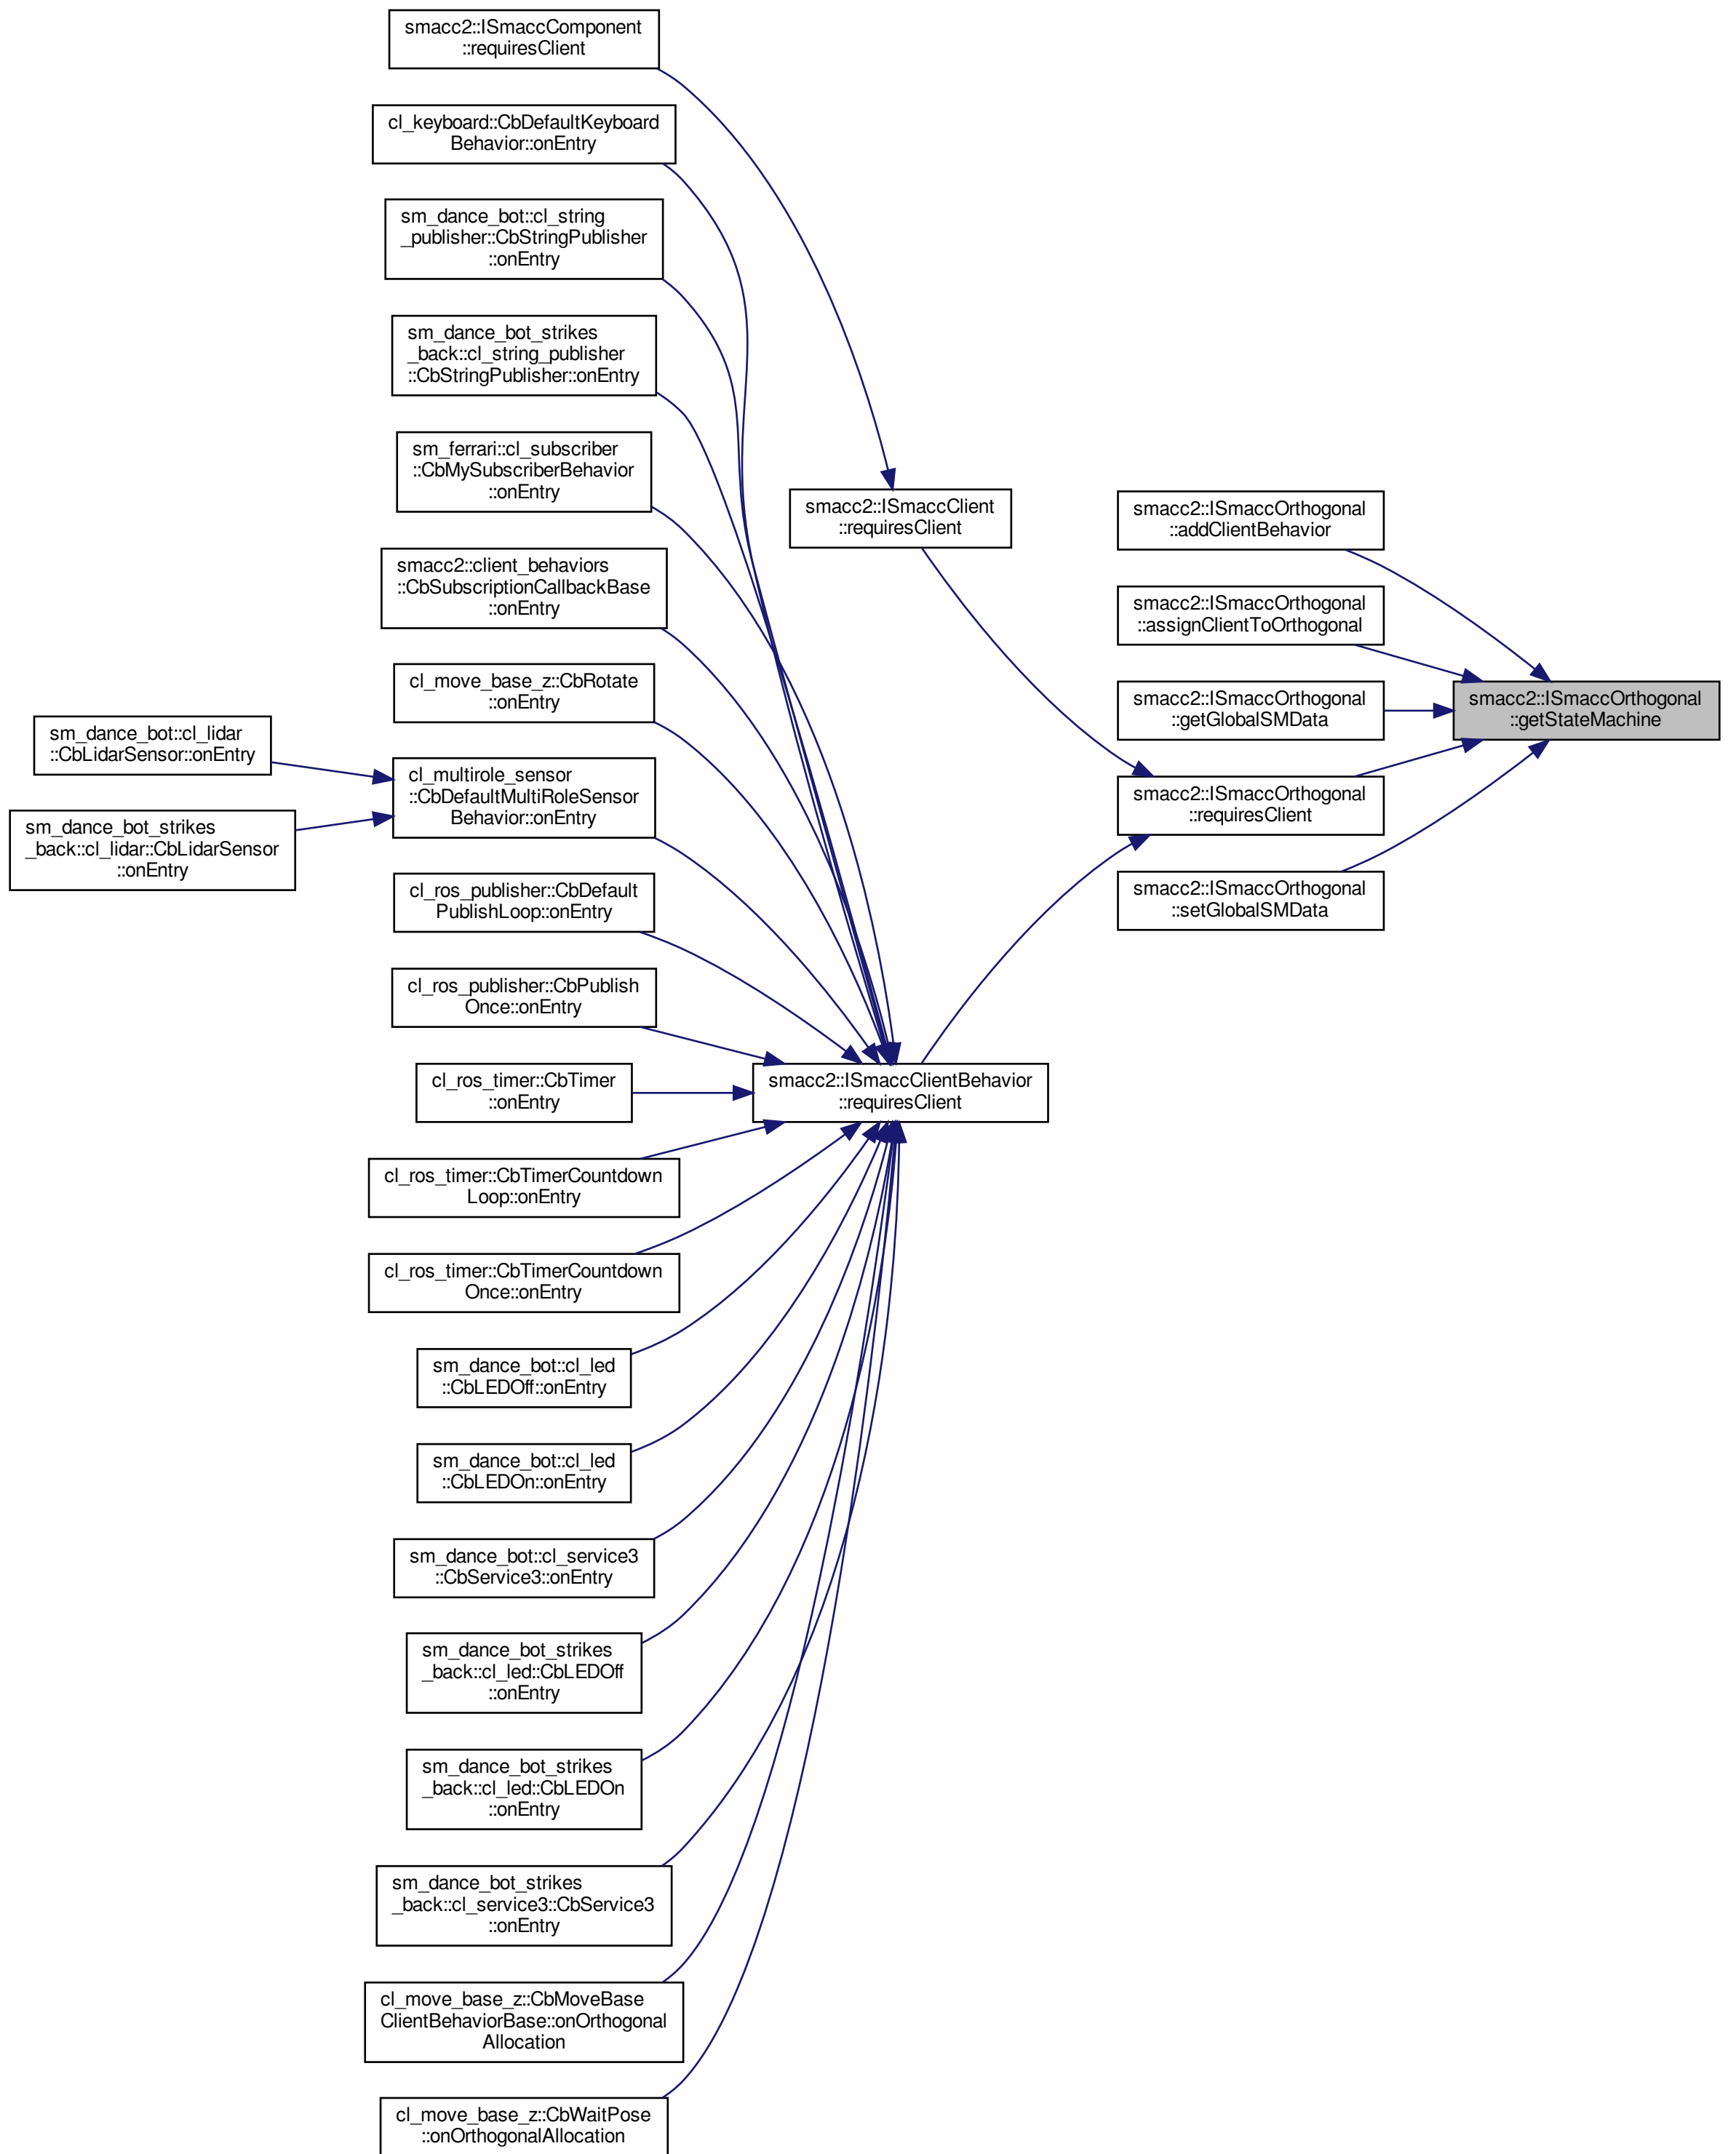 smacc2::ISmaccComponent
::requiresClient
cl_keyboard::CbDefaultKeyboard
Behavior::onEntry
sm_dance_bot::cl_string
_publisher::CbStringPublisher
::onEntry
sm_dance_bot_strikes
_back::cl_string_publisher
::CbStringPublisher::onEntry
sm_ferrari::cl_subscriber
::CbMySubscriberBehavior
::onEntry
smacc2::client_behaviors
::CbSubscriptionCallbackBase
::onEntry
cl_move_base_z::CbRotate
::onEntry
sm_dance_bot::cl_lidar
::CbLidarSensor::onEntry
sm_dance_bot_strikes
_back::cl_lidar::CbLidarSensor
::onEntry
cl_multirole_sensor
::CbDefaultMultiRoleSensor
Behavior::onEntry
cl_ros_publisher::CbDefault
PublishLoop::onEntry
cl_ros_publisher::CbPublish
Once::onEntry
cl_ros_timer::CbTimer
::onEntry
cl_ros_timer::CbTimerCountdown
Loop::onEntry
cl_ros_timer::CbTimerCountdown
Once::onEntry
sm_dance_bot::cl_led
::CbLEDOff::onEntry
sm_dance_bot::cl_led
::CbLEDOn::onEntry
sm_dance_bot::cl_service3
::CbService3::onEntry
sm_dance_bot_strikes
_back::cl_led::CbLEDOff
::onEntry
sm_dance_bot_strikes
_back::cl_led::CbLEDOn
::onEntry
sm_dance_bot_strikes
_back::cl_service3::CbService3
::onEntry
cl_move_base_z::CbMoveBase
ClientBehaviorBase::onOrthogonal
Allocation
cl_move_base_z::CbWaitPose
::onOrthogonalAllocation
smacc2::ISmaccClient
::requiresClient
smacc2::ISmaccClientBehavior
::requiresClient
smacc2::ISmaccOrthogonal
::addClientBehavior
smacc2::ISmaccOrthogonal
::assignClientToOrthogonal
smacc2::ISmaccOrthogonal
::getGlobalSMData
smacc2::ISmaccOrthogonal
::requiresClient
smacc2::ISmaccOrthogonal
::setGlobalSMData
smacc2::ISmaccOrthogonal
::getStateMachine